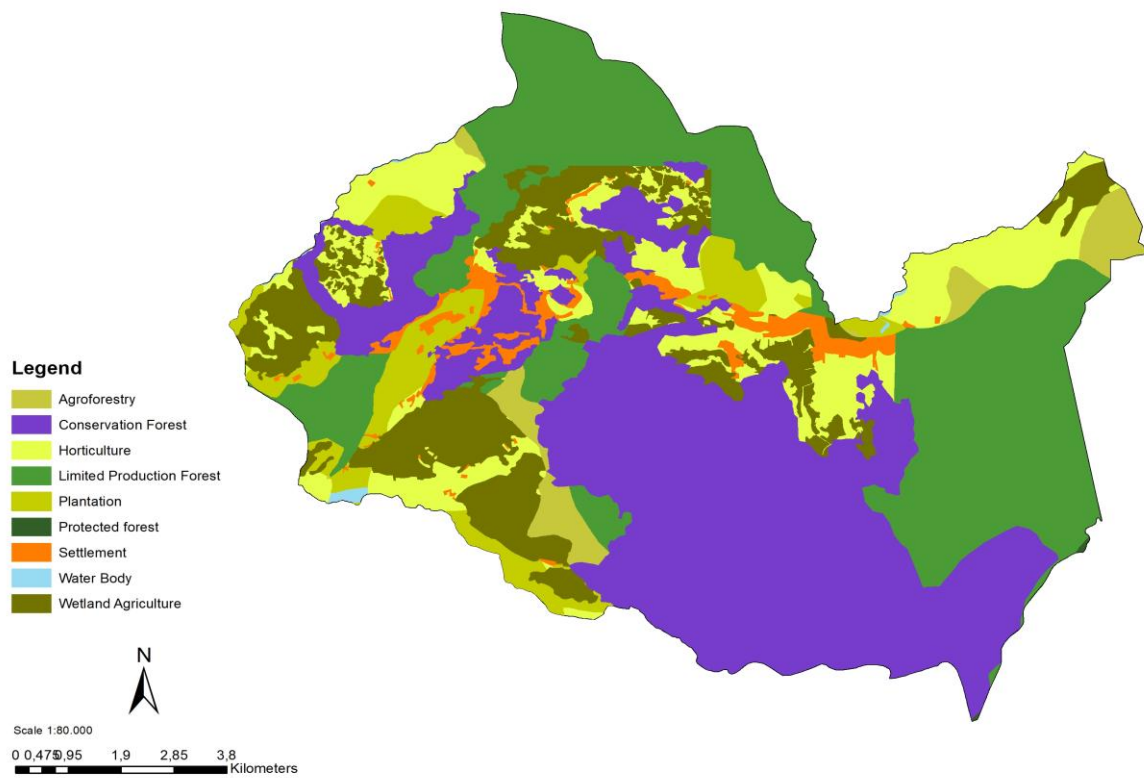 Legend
Agroforestry
Conservation Forest
Horticulture
Limited Production Forest
Plantation
Protected forest
Settlement
Water Body
Wetland Agriculture
N
Scale 1:80.000
0 0,475 0,95 1,9 2,85 3,8
Kilometers